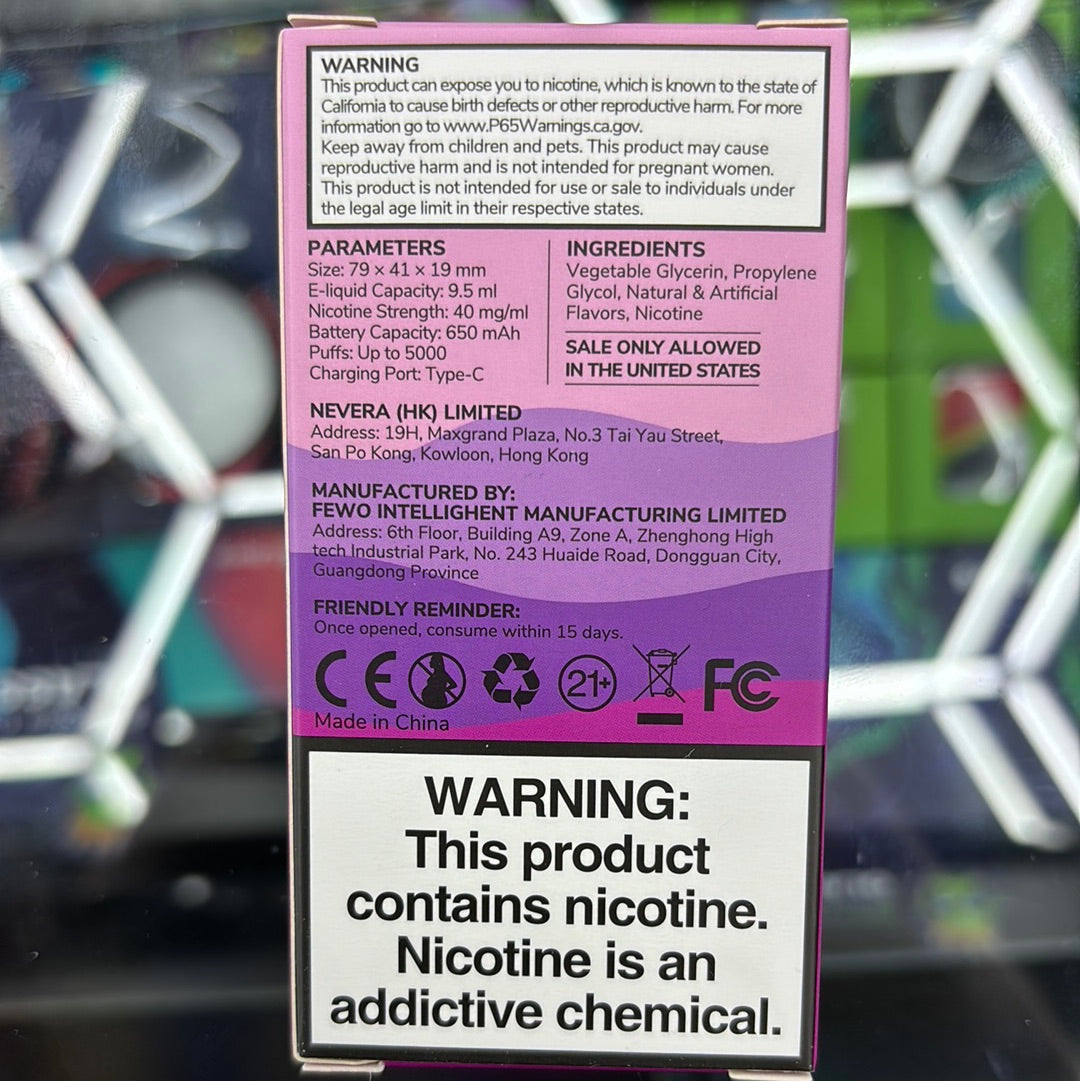 WARNING
This product can expose you to nicotine, which is known to the state of
California to cause birth defects or other reproductive harm. For more
information go to www.P65Warnings.ca.gov.
Keep away from children and pets. This product may cause
reproductive harm and is not intended for pregnant women.
This product is not intended for use or sale to individuals under
the legal age limit in their respective states.
PARAMETERS
Size: 79 × 41 × 19 mm
E-liquid Capacity: 9.5 ml
Nicotine Strength: 40 mg/ml
Battery Capacity: 650 mAh
Puffs: Up to 5000
Charging Port: Type-C
INGREDIENTS
Vegetable Glycerin, Propylene
Glycol, Natural & Artificial
Flavors, Nicotine
SALE ONLY ALLOWED
IN THE UNITED STATES
NEVERA (HK) LIMITED
Address: 19H, Maxgrand Plaza, No.3 Tai Yau Street,
San Po Kong, Kowloon, Hong Kong
MANUFACTURED BY:
FEWO INTELLIGHENT MANUFACTURING LIMITED
Address: 6th Floor, Building A9, Zone A, Zhenghong High
tech Industrial Park, No. 243 Huaide Road, Dongguan City,
Guangdong Province
FRIENDLY REMINDER:
Once opened, consume within 15 days.
CE 21+ FC
Made in China
WARNING:
This product
contains nicotine.
Nicotine is an
addictive chemical.